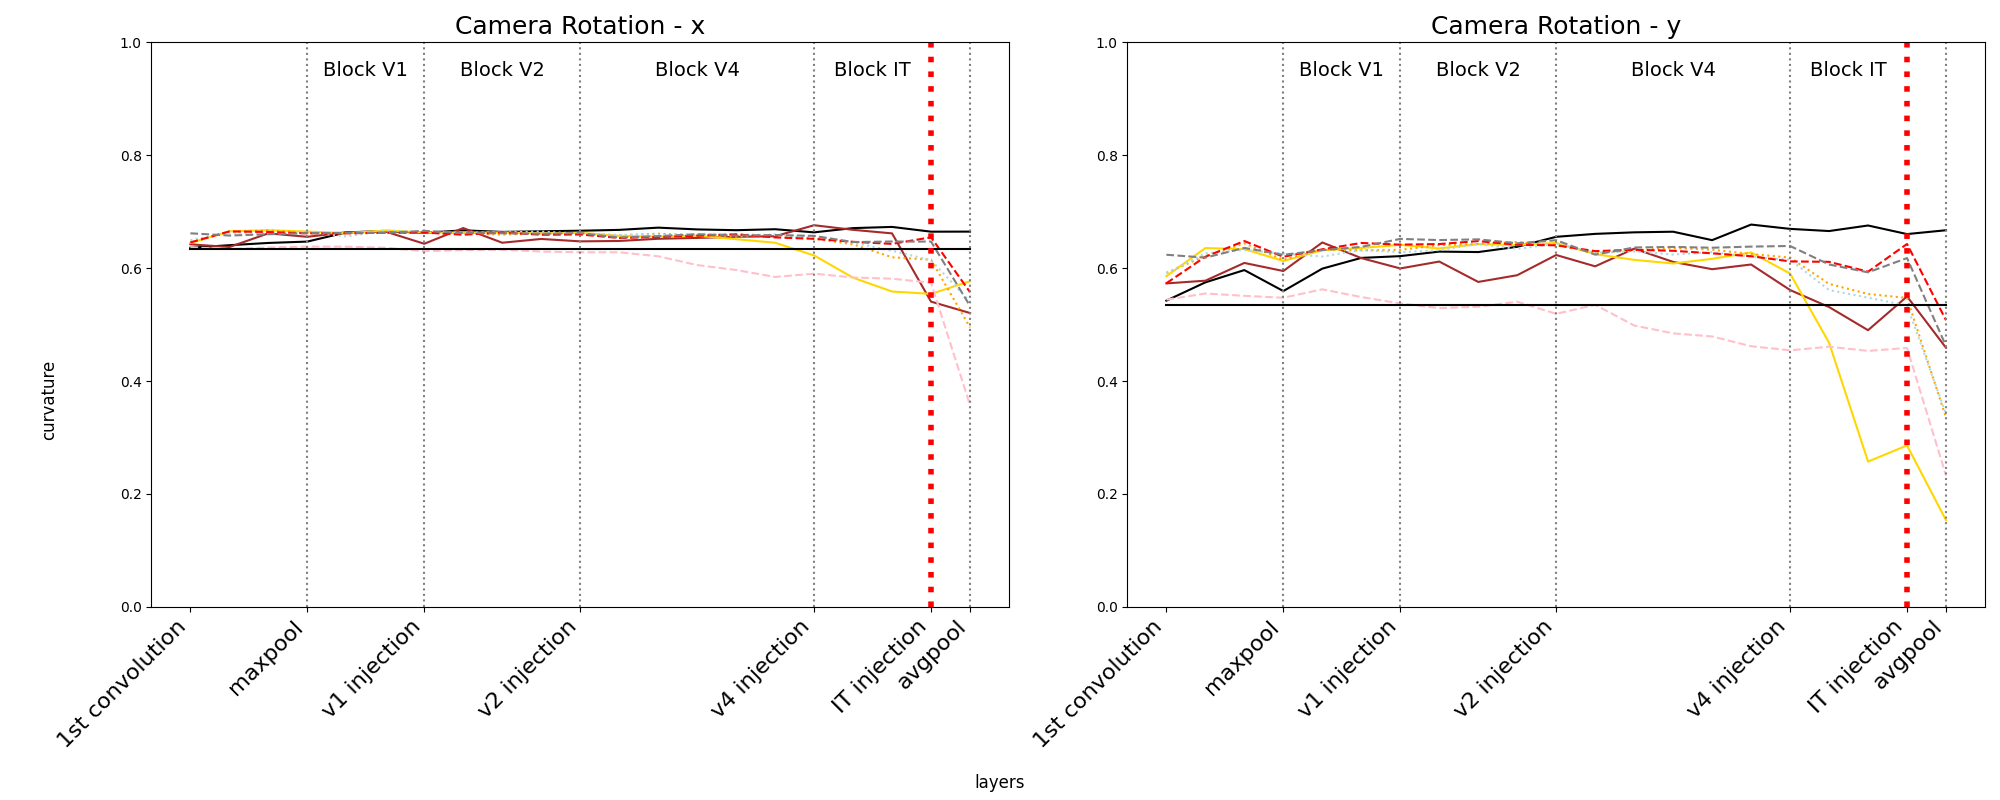 Camera Rotation - x
Camera Rotation - y
1.0
Block V1
Block V2
Block V4
Block IT
1.0
Block V1
Block V2
Block V4
Block IT
0.8
0.8
0.6
0.6
curvature
0.4
0.4
0.2
0.2
0.0
0.0
1st convolution
maxpool
v1 injection
v2 injection
v4 injection
IT injection
avgpool
1st convolution
maxpool
v1 injection
v2 injection
v4 injection
IT injection
avgpool
layers